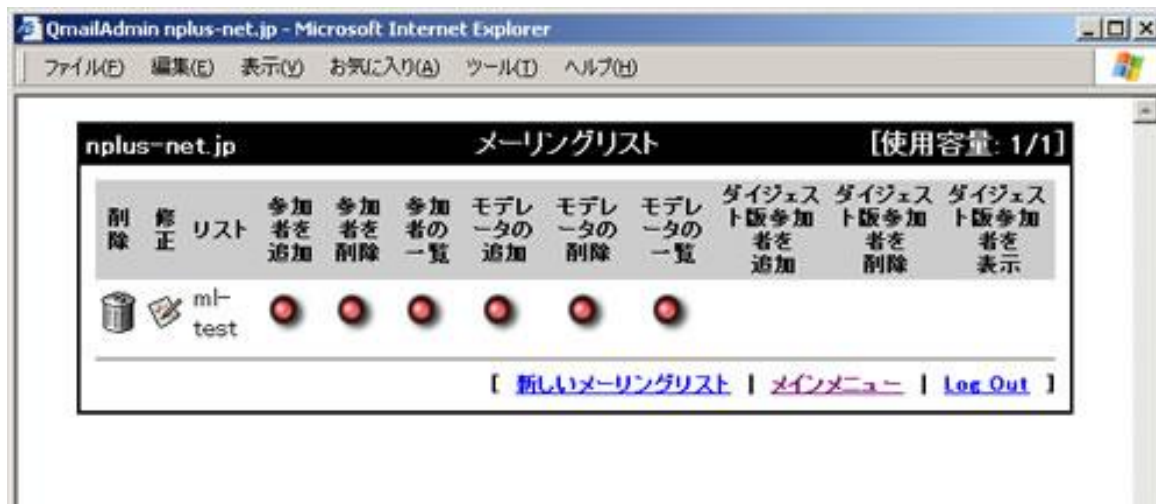 QmailAdmin nplus-net.jp - Microsoft Internet Explorer
ファイル(F) 編集(E) 表示(V) お気に入り(A) ツール(T) ヘルプ(H)
nplus-net.jp メーリングリスト [使用容量: 1/1]
削除 修正 リスト 参加者を追加 参加者を削除 参加者の一覧 モデレータの追加 モデレータの削除 モデレータの一覧 ダイジェスト版参加者を追加 ダイジェスト版参加者を削除 ダイジェスト版参加者を表示
ml-
test
[ 新しいメーリングリスト | メインメニュー | Log Out ]